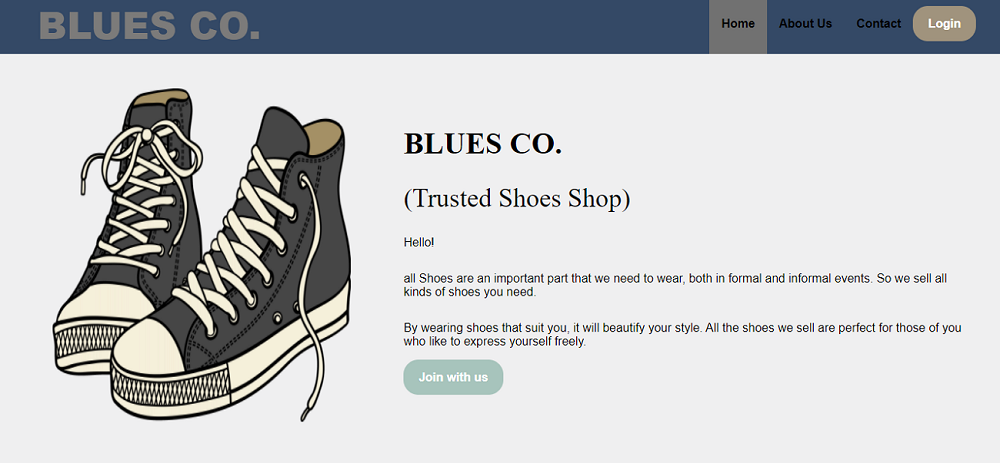 BLUES CO.
Home About Us Contact Login
BLUES CO.
(Trusted Shoes Shop)
Hello!
all Shoes are an important part that we need to wear, both in formal and informal events. So we sell all
kinds of shoes you need.
By wearing shoes that suit you, it will beautify your style. All the shoes we sell are perfect for those of you
who like to express yourself freely.
Join with us